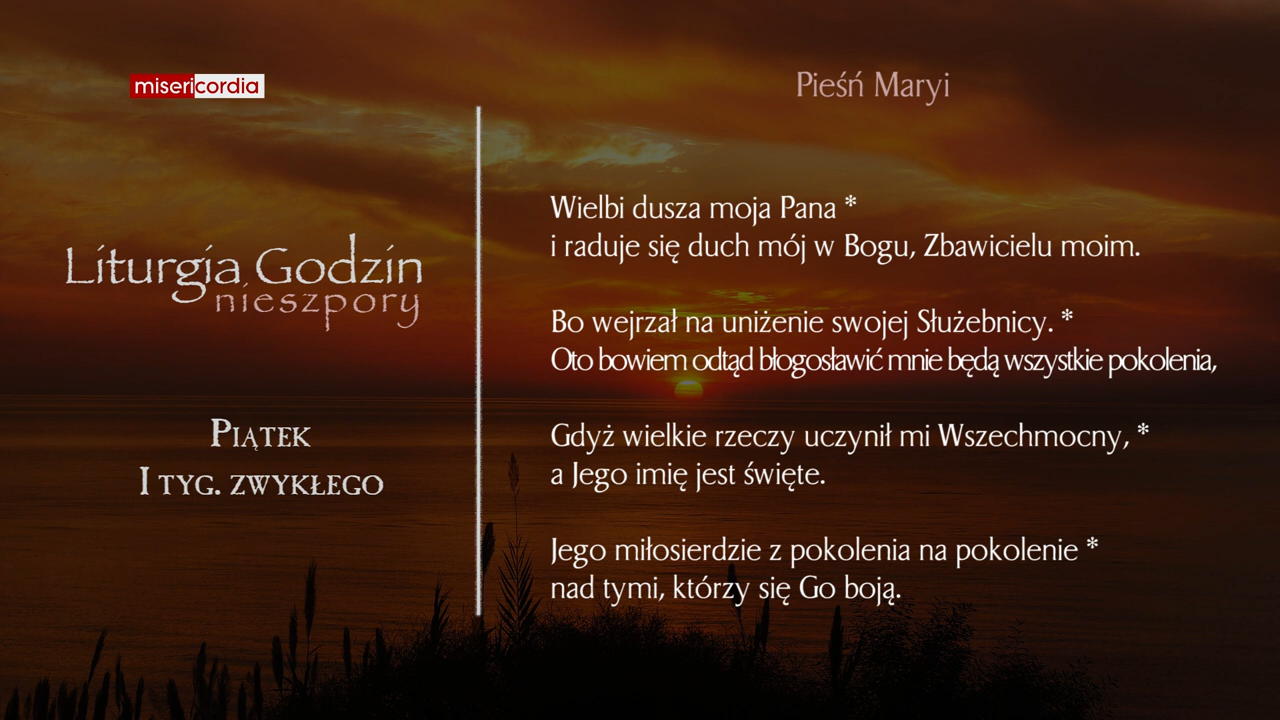 misericordia
Liturgia Godzin
nieszpory
Piątek
I tyg. zwykłego
Pieśń Maryi
Wielbi dusza moja Pana *
i raduje się duch mój w Bogu, Zbawicielu moim.
Bo wejrzał na uniżenie swojej Służebnicy. *
Oto bowiem odtąd błogosławić mnie będą wszystkie pokolenia,
Gdyż wielkie rzeczy uczynił mi Wszechmocny, *
a Jego imię jest święte.
Jego miłosierdzie z pokolenia na pokolenie *
nad tymi, którzy się Go boją.